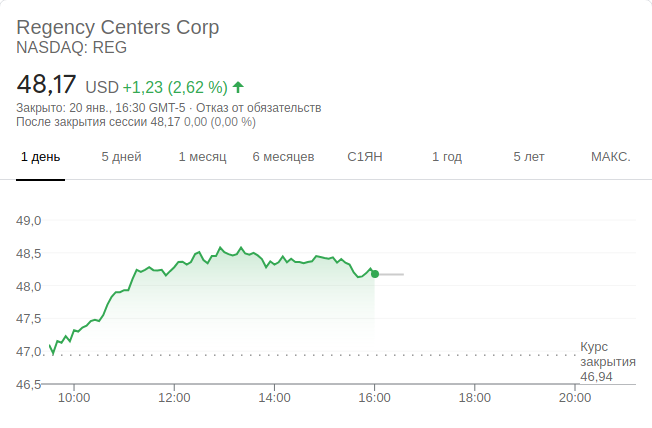 Regency Centers Corp
NASDAQ: REG
48,17 USD +1,23 (2,62 %)
Закрыто: 20 янв., 16:30 GMT-5 · Отказ от обязательств
После закрытия сессии 48,17 0,00 (0,00 %)
1 день 5 дней 1 месяц 6 месяцев С1ЯН 1 год 5 лет МАКС.
49,0
48,5
48,0
47,5
47,0
46,5
Курс
закрытия
46,94
10:00 12:00 14:00 16:00 18:00 20:00